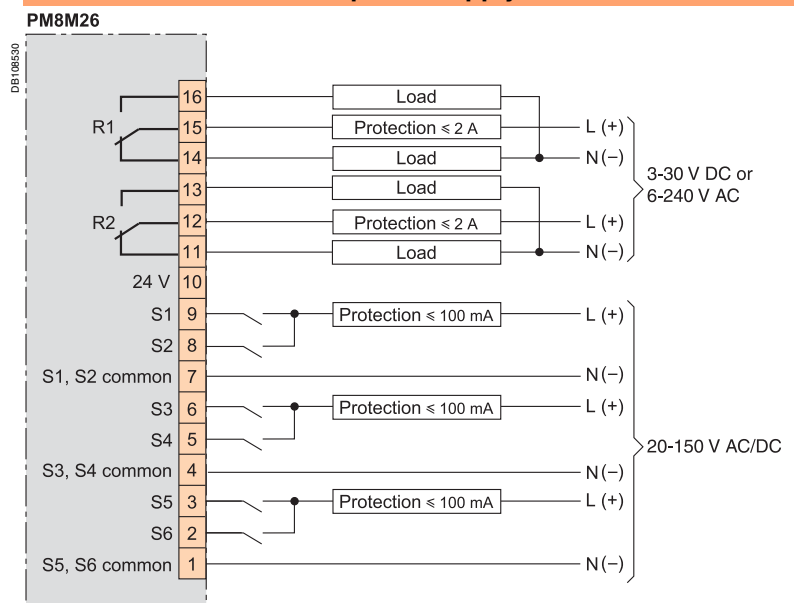 PM8M26
DB108530
16 Load
R1 15 Protection ≤ 2 A L (+)
14 Load N(−)
3-30 V DC or
6-240 V AC
13 Load
R2 12 Protection ≤ 2 A L (+)
11 Load N(−)
24 V 10
S1 9 Protection ≤ 100 mA L (+)
S2 8
S1, S2 common 7 N(−)
S3 6 Protection ≤ 100 mA L (+)
S4 5
20-150 V AC/DC
S3, S4 common 4 N(−)
S5 3 Protection ≤ 100 mA L (+)
S6 2
S5, S6 common 1 N(−)